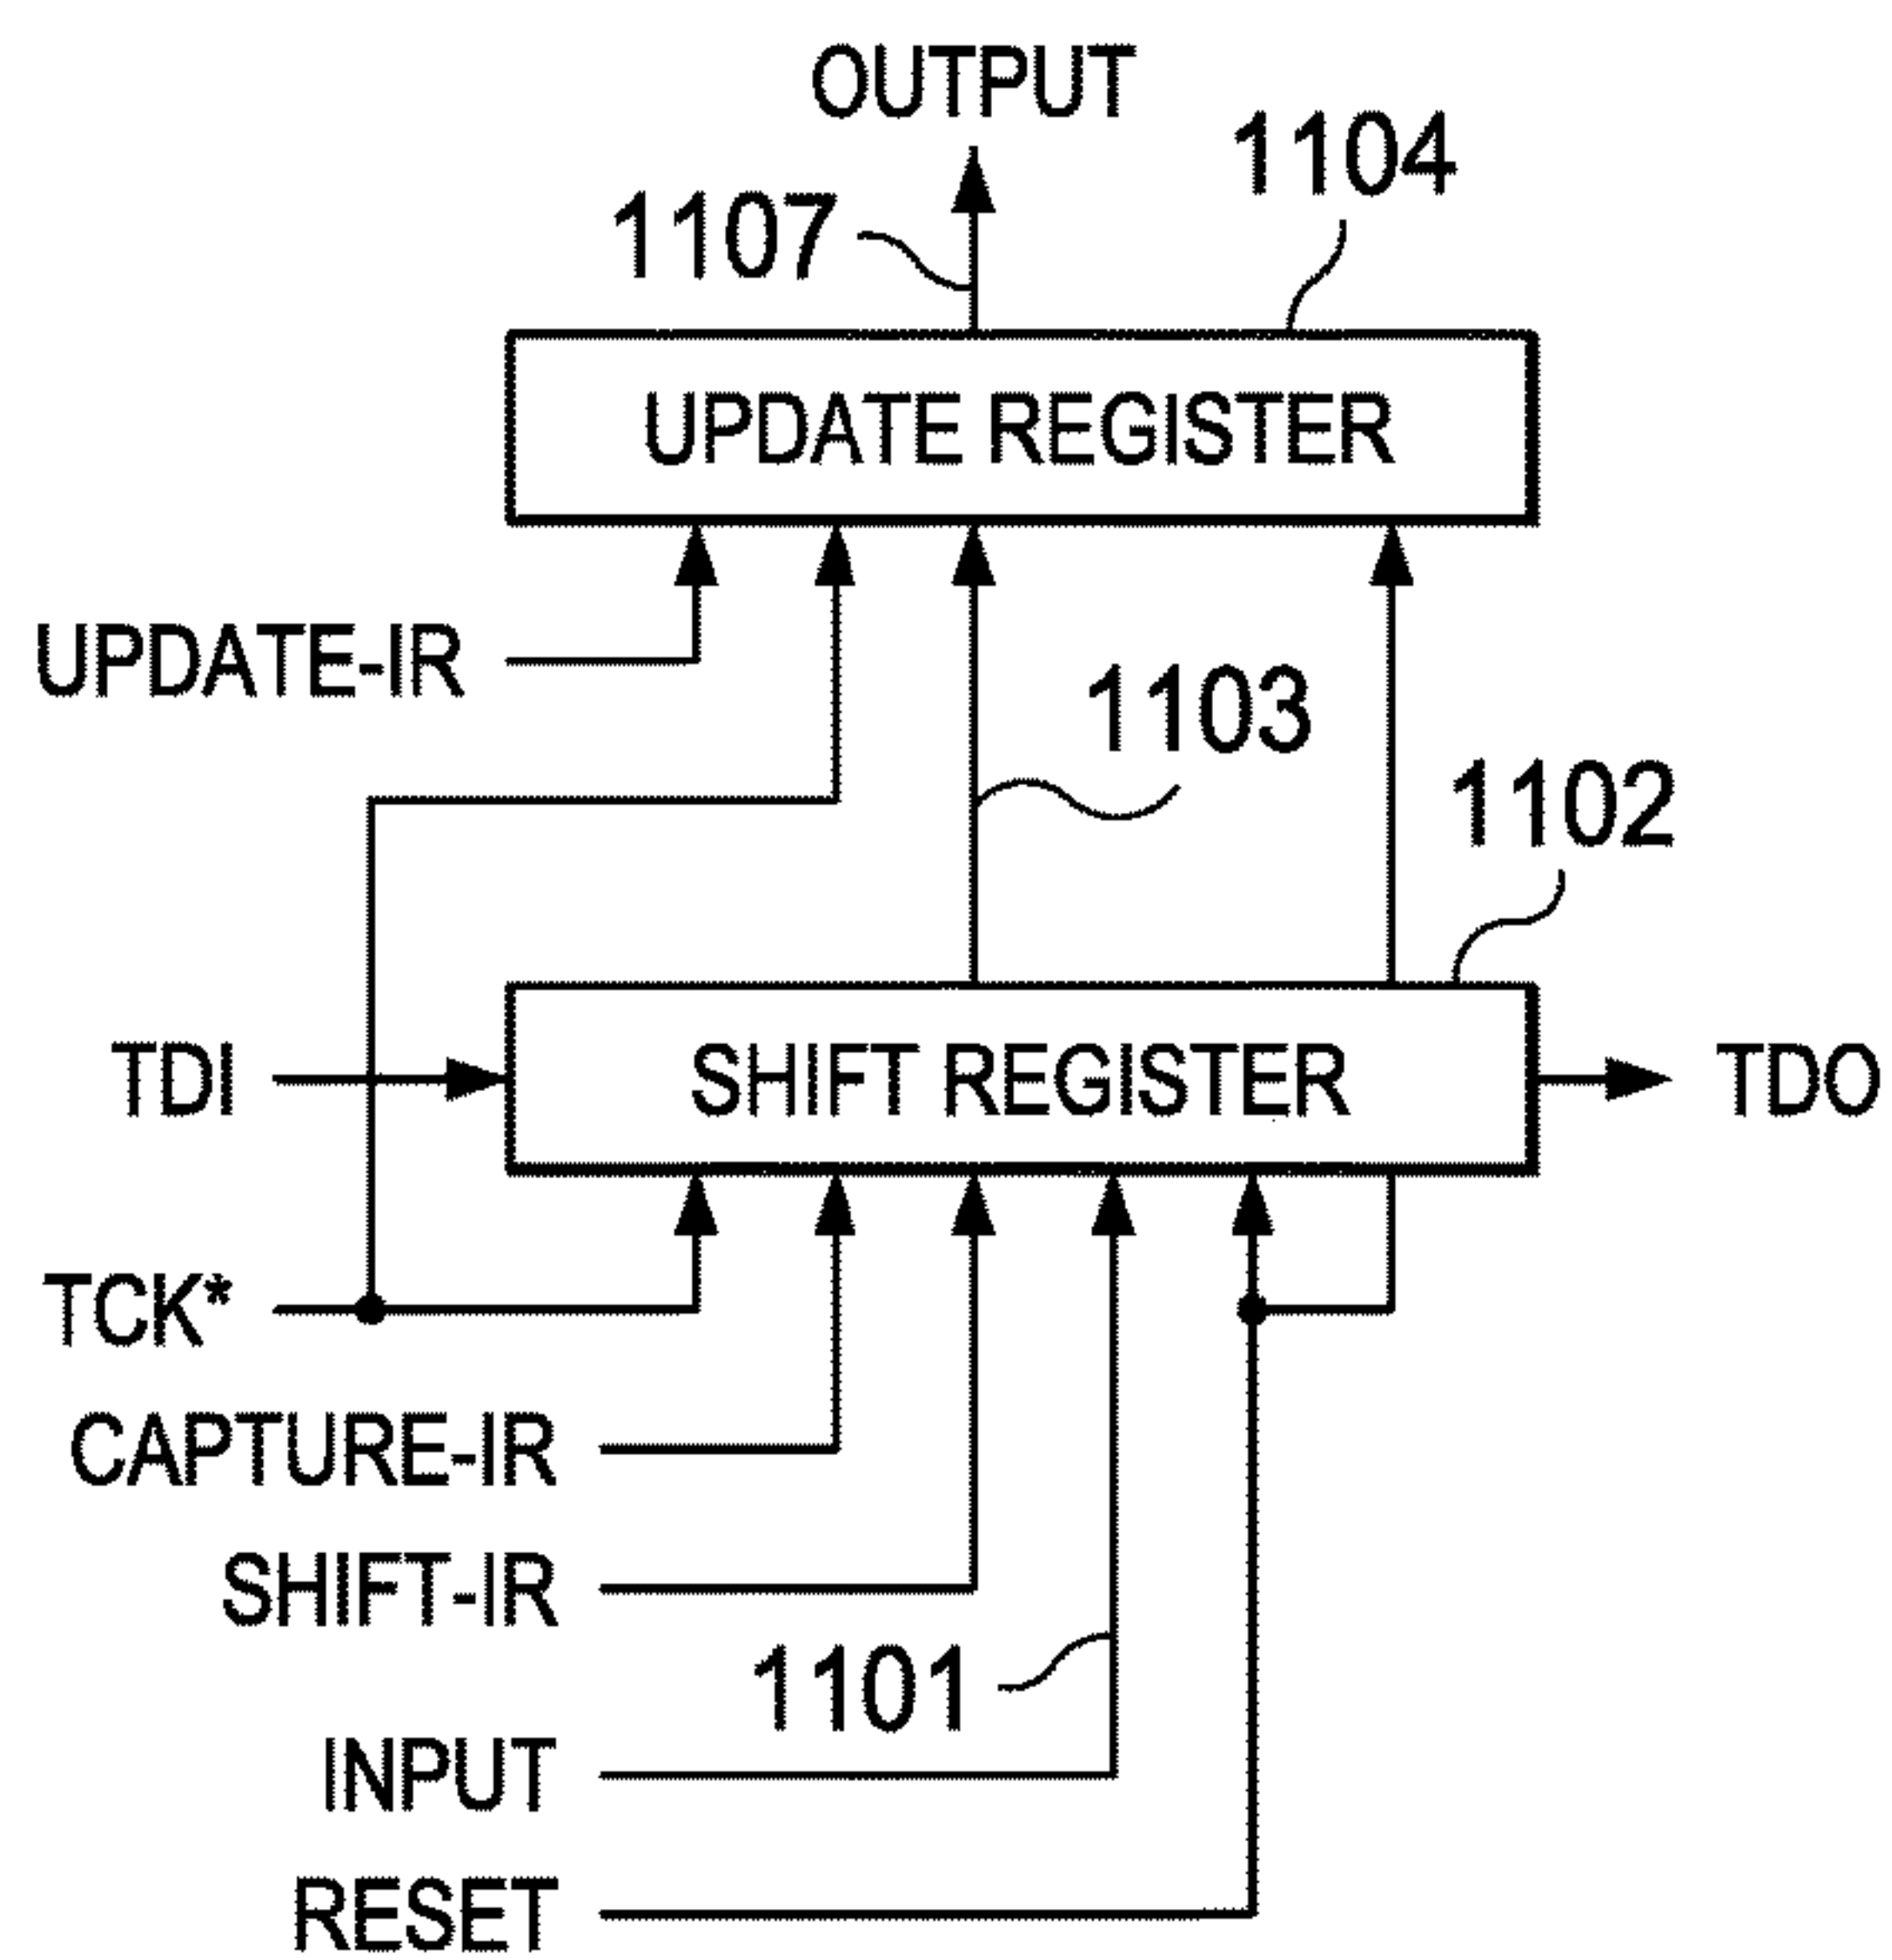 OUTPUT
1104
1107
UPDATE REGISTER
UPDATE-IR
1103
1102
TDI
SHIFT REGISTER
TDO
TCK*
CAPTURE-IR
SHIFT-IR
1101
INPUT
RESET